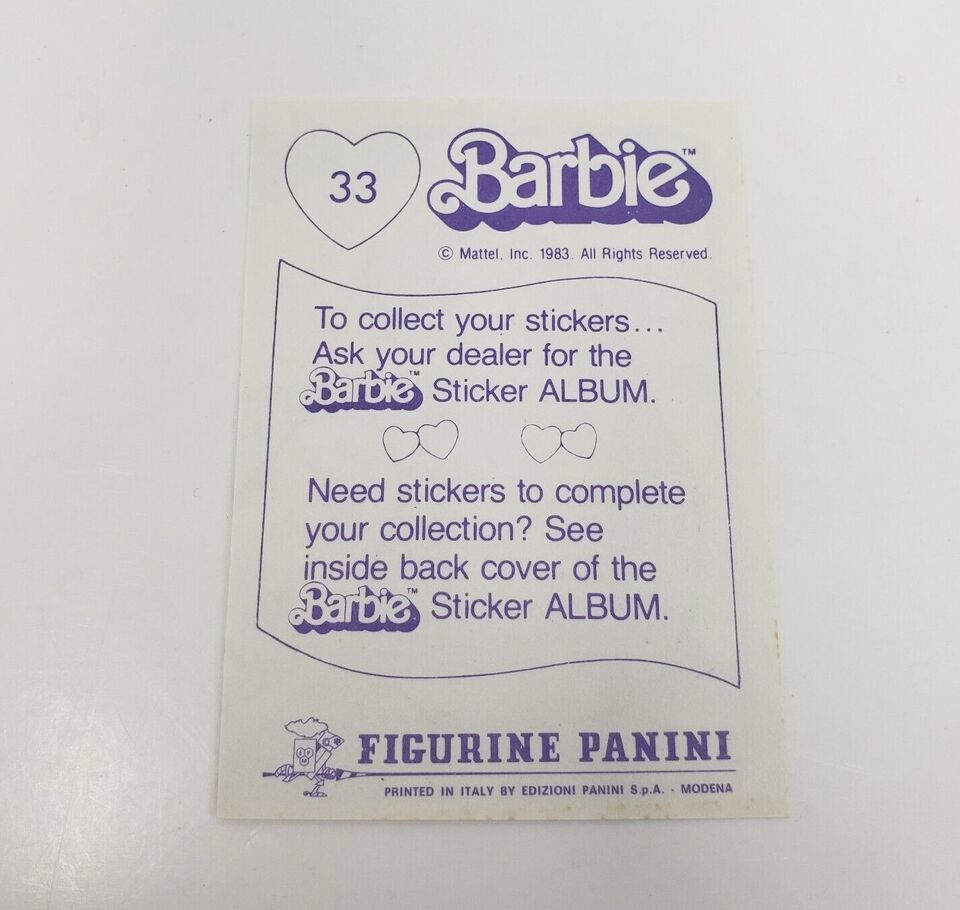 33
Barbie™
© Mattel, Inc. 1983. All Rights Reserved.
To collect your stickers...
Ask your dealer for the
Barbie™ Sticker ALBUM.
Need stickers to complete
your collection? See
inside back cover of the
Barbie™ Sticker ALBUM.
FIGURINE PANINI
PRINTED IN ITALY BY EDIZIONI PANINI S.p.A. - MODENA